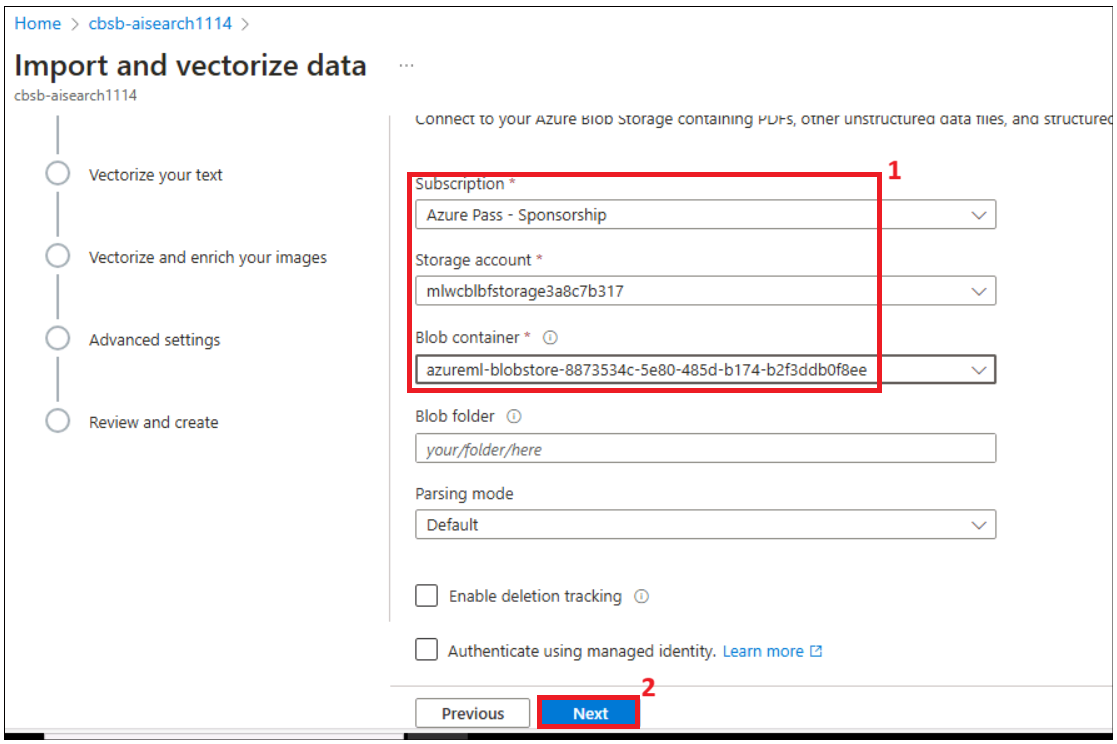 Home > cbsb-aisearch1114 >
Import and vectorize data ...
cbsb-aisearch1114
Vectorize your text
Vectorize and enrich your images
Advanced settings
Review and create
Connect to your Azure Blob Storage containing PDFs, other unstructured data files, and structured
1
Subscription *
Azure Pass - Sponsorship
Storage account *
mlwcblbfstorage3a8c7b317
Blob container *
azureml-blobstore-8873534c-5e80-485d-b174-b2f3ddb0f8ee
Blob folder
your/folder/here
Parsing mode
Default
Enable deletion tracking
Authenticate using managed identity. Learn more
2
Previous
Next